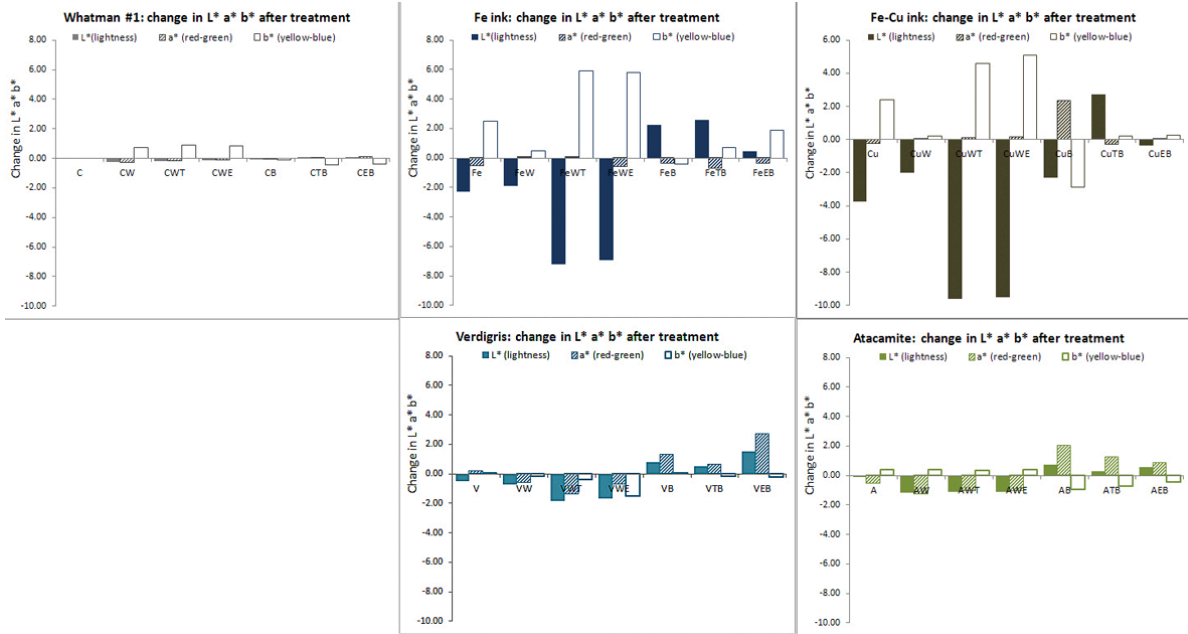 Whatman #1: change in L* a* b* after treatment
L*(lightness) a* (red-green) b* (yellow-blue)
Change in L* a* b*
8.00
6.00
4.00
2.00
0.00
-2.00
-4.00
-6.00
-8.00
-10.00
C CW CWT CWE CB CTB CEB
Fe ink: change in L* a* b* after treatment
L*(lightness) a* (red-green) b* (yellow-blue)
Change in L* a* b*
8.00
6.00
4.00
2.00
0.00
-2.00
-4.00
-6.00
-8.00
-10.00
Fe FeW FeWT FeWE FeB FeTB FeEB
Fe-Cu ink: change in L* a* b* after treatment
L* (lightness) a* (red-green) b* (yellow-blue)
Change in L* a* b*
6.00
4.00
2.00
0.00
-2.00
-4.00
-6.00
-8.00
-10.00
Cu CuW CuWT CuWE CuB CuTB CuEB
Verdigris: change in L* a* b* after treatment
L* (lightness) a* (red-green) b* (yellow-blue)
Change in L* a* b*
8.00
6.00
4.00
2.00
0.00
-2.00
-4.00
-6.00
-8.00
-10.00
V VW VWT VWE VB VTB VEB
Atacamite: change in L* a* b* after treatment
L* (lightness) a* (red-green) b* (yellow-blue)
Change in L* a* b*
8.00
6.00
4.00
2.00
0.00
-2.00
-4.00
-6.00
-8.00
-10.00
A AW AWT AWE AB ATB AEB